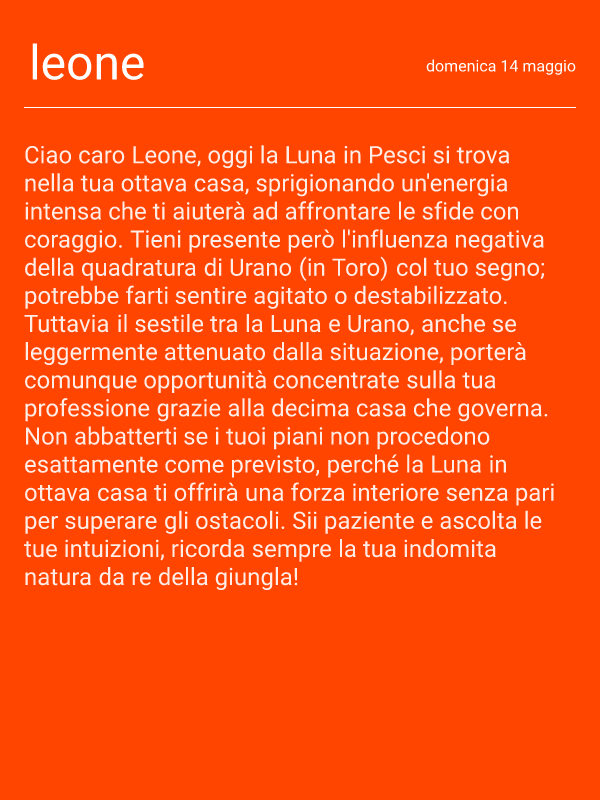 leone
domenica 14 maggio
Ciao caro Leone, oggi la Luna in Pesci si trova
nella tua ottava casa, sprigionando un'energia
intensa che ti aiuterà ad affrontare le sfide con
coraggio. Tieni presente però l'influenza negativa
della quadratura di Urano (in Toro) col tuo segno;
potrebbe farti sentire agitato o destabilizzato.
Tuttavia il sestile tra la Luna e Urano, anche se
leggermente attenuato dalla situazione, porterà
comunque opportunità concentrate sulla tua
professione grazie alla decima casa che governa.
Non abbatterti se i tuoi piani non procedono
esattamente come previsto, perché la Luna in
ottava casa ti offrirà una forza interiore senza pari
per superare gli ostacoli. Sii paziente e ascolta le
tue intuizioni, ricorda sempre la tua indomita
natura da re della giungla!